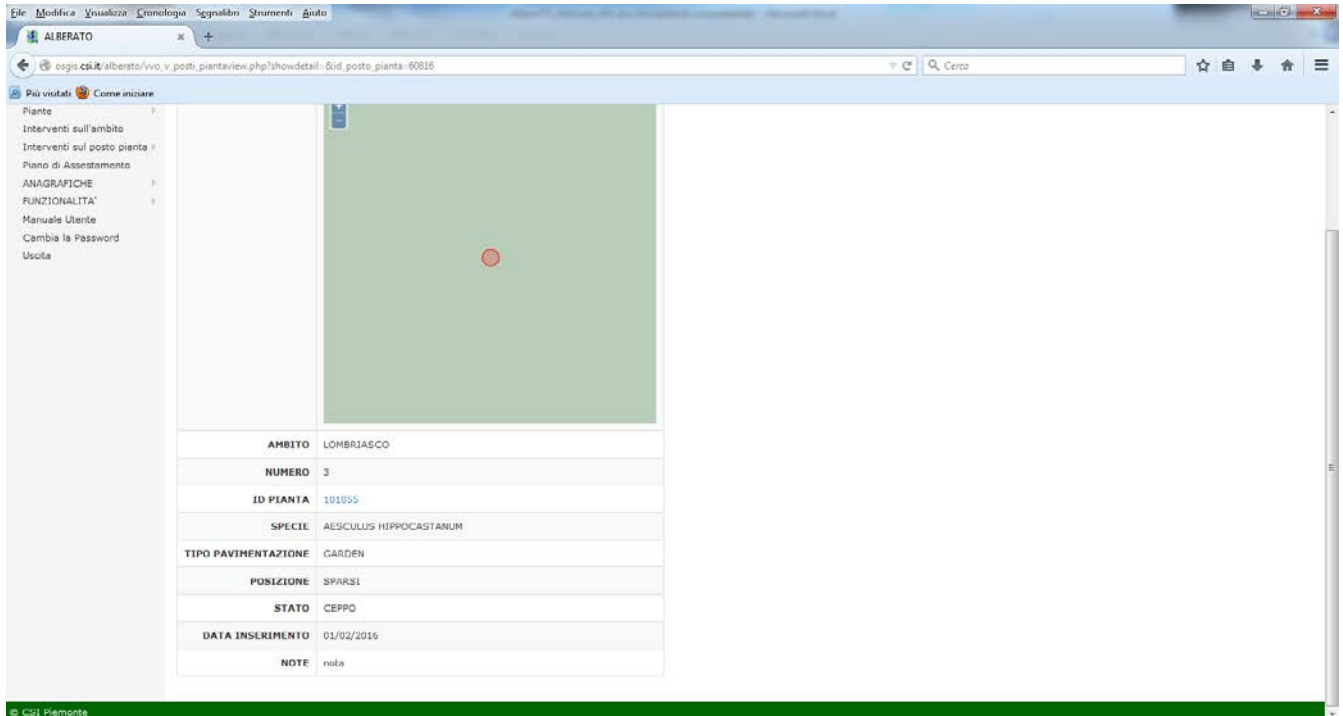 File Modifica Visualizza Cronologia Segnalibri Strumenti Aiuto
ALBERATO × +
osgis.csi.it/alberato/vvo_v_posti_piantaview.php?showdetail=&id_posto_pianta=60816
Cerca
Più visitati Come iniziare
Piante
Interventi sull'ambito
Interventi sul posto pianta
Piano di Assestamento
ANAGRAFICHE
FUNZIONALITA'
Manuale Utente
Cambia la Password
Uscita
+
−
AMBITO LOMBRIASCO
NUMERO 3
ID PIANTA 101055
SPECIE AESCULUS HIPPOCASTANUM
TIPO PAVIMENTAZIONE GARDEN
POSIZIONE SPARSI
STATO CEPPO
DATA INSERIMENTO 01/02/2016
NOTE nota
© CSI Piemonte